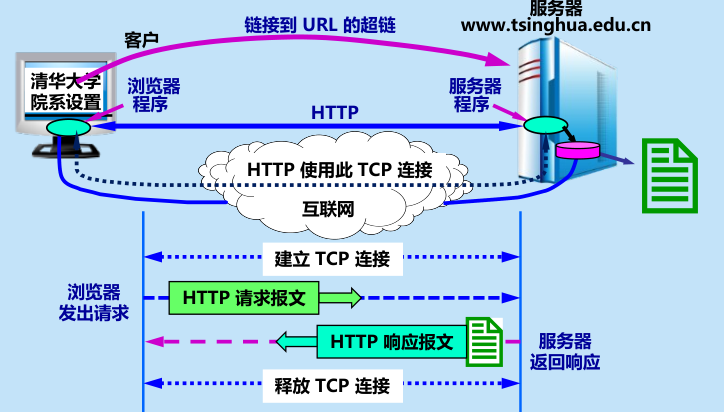 服务器
www.tsinghua.edu.cn
链接到 URL 的超链
客户
清华大学
院系设置
浏览器
程序
服务器
程序
HTTP
HTTP 使用此 TCP 连接
互联网
建立 TCP 连接
浏览器
发出请求
HTTP 请求报文
HTTP 响应报文
服务器
返回响应
释放 TCP 连接